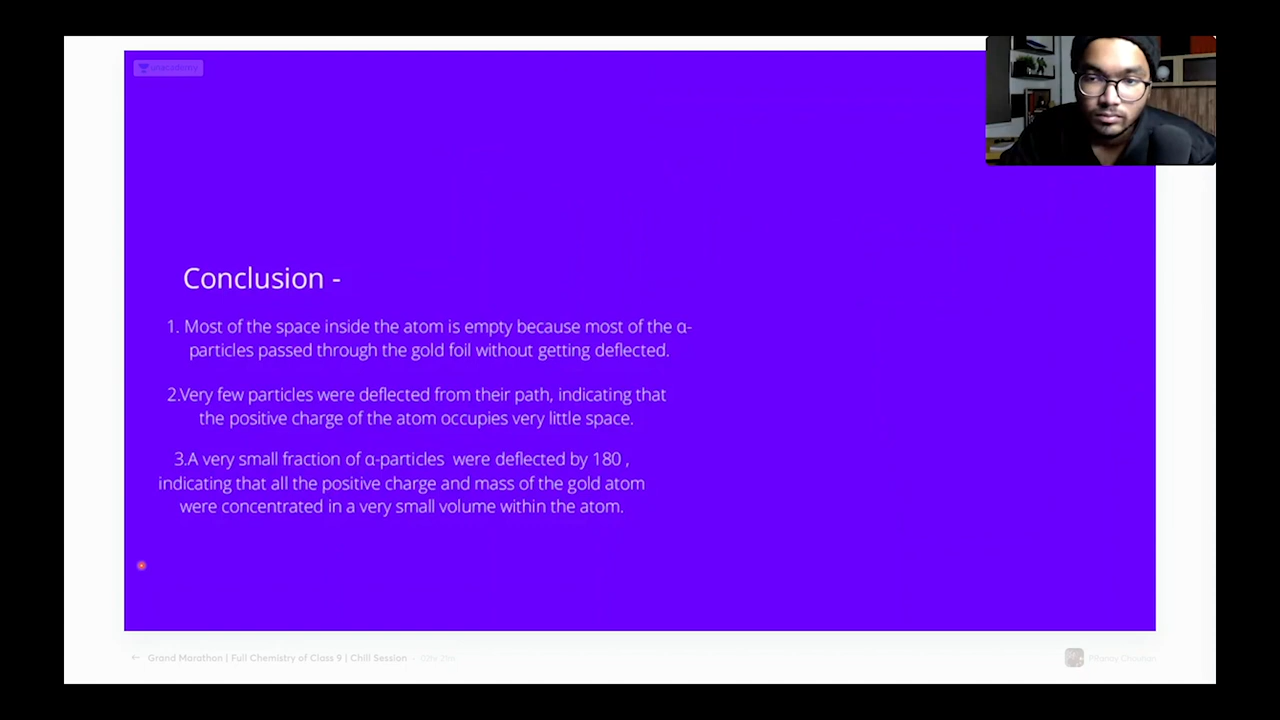 unacademy
Conclusion -
1. Most of the space inside the atom is empty because most of the α-
particles passed through the gold foil without getting deflected.
2.Very few particles were deflected from their path, indicating that
the positive charge of the atom occupies very little space.
3.A very small fraction of α-particles were deflected by 180 ,
indicating that all the positive charge and mass of the gold atom
were concentrated in a very small volume within the atom.
Grand Marathon | Full Chemistry of Class 9 | Chill Session